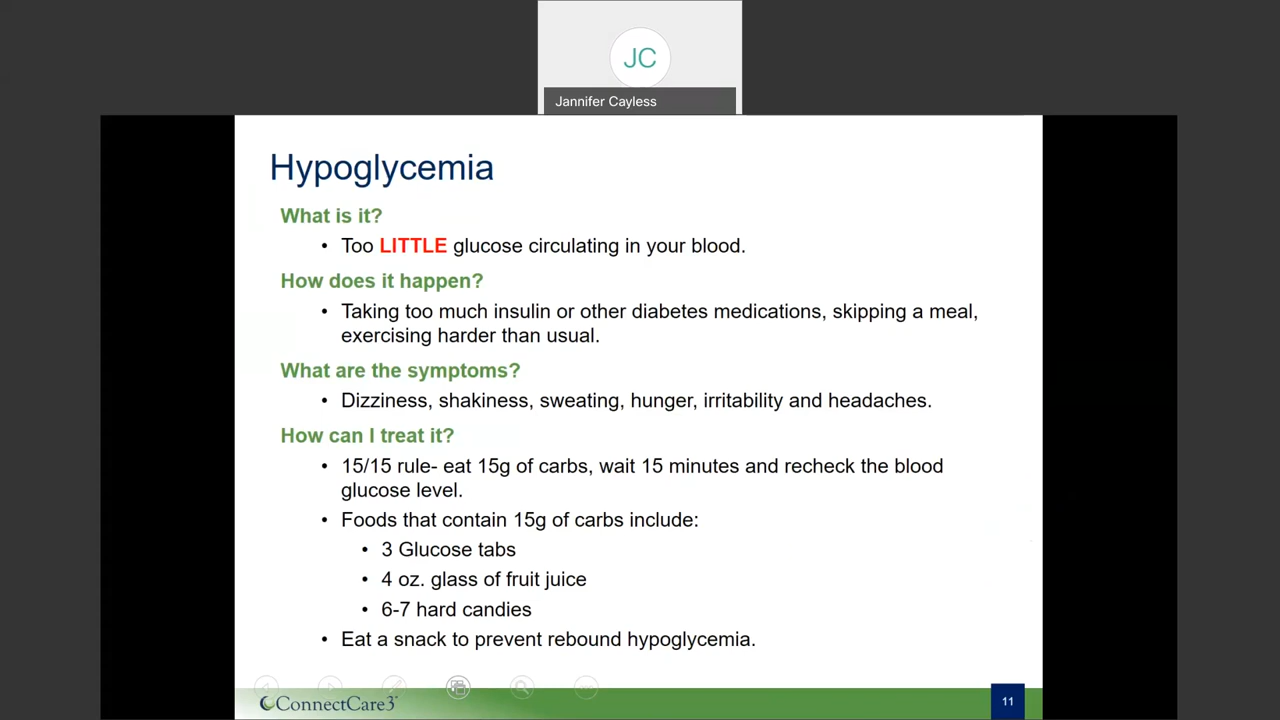 JC
Jannifer Cayless
Hypoglycemia
What is it?
• Too LITTLE glucose circulating in your blood.
How does it happen?
• Taking too much insulin or other diabetes medications, skipping a meal,
exercising harder than usual.
What are the symptoms?
• Dizziness, shakiness, sweating, hunger, irritability and headaches.
How can I treat it?
• 15/15 rule- eat 15g of carbs, wait 15 minutes and recheck the blood
glucose level.
• Foods that contain 15g of carbs include:
• 3 Glucose tabs
• 4 oz. glass of fruit juice
• 6-7 hard candies
• Eat a snack to prevent rebound hypoglycemia.
ConnectCare3
11